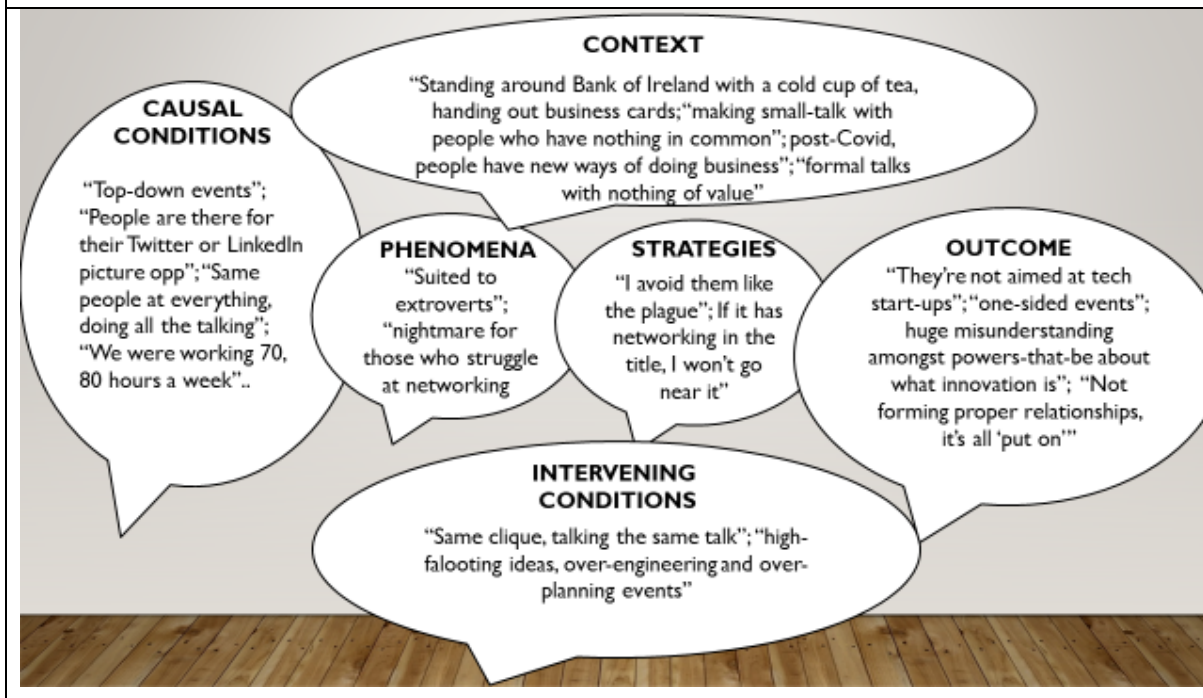 CONTEXT
“Standing around Bank of Ireland with a cold cup of tea,
handing out business cards;“making small-talk with
people who have nothing in common”; post-Covid,
people have new ways of doing business”; “formal talks
with nothing of value”
CAUSAL
CONDITIONS
“Top-down events”;
“People are there for
their Twitter or LinkedIn
picture opp”; “Same
people at everything,
doing all the talking”;
“We were working 70,
80 hours a week”..
PHENOMENA
“Suited to
extroverts”;
“nightmare for
those who struggle
at networking
STRATEGIES
“I avoid them like
the plague”; If it has
networking in the
title, I won’t go
near it”
OUTCOME
“They’re not aimed at tech
start-ups”; “one-sided events”;
huge misunderstanding
amongst powers-that-be about
what innovation is”; “Not
forming proper relationships,
it’s all ‘put on’”
INTERVENING
CONDITIONS
“Same clique, talking the same talk”; “high-
falooting ideas, over-engineering and over-
planning events”